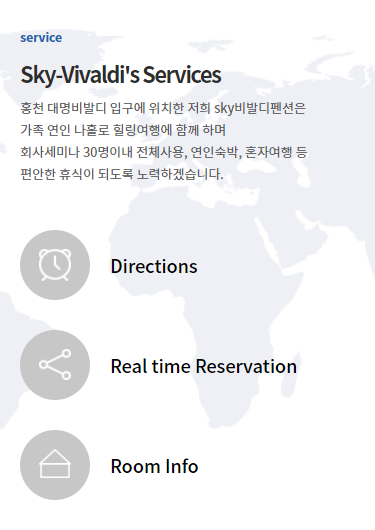 service
Sky-Vivaldi's Services
홍천 대명비발디 입구에 위치한 저희 sky비발디펜션은
가족 연인 나홀로 힐링여행에 함께 하며
회사세미나 30명이내 전체사용, 연인숙박, 혼자여행 등
편안한 휴식이 되도록 노력하겠습니다.
Directions
Real time Reservation
Room Info